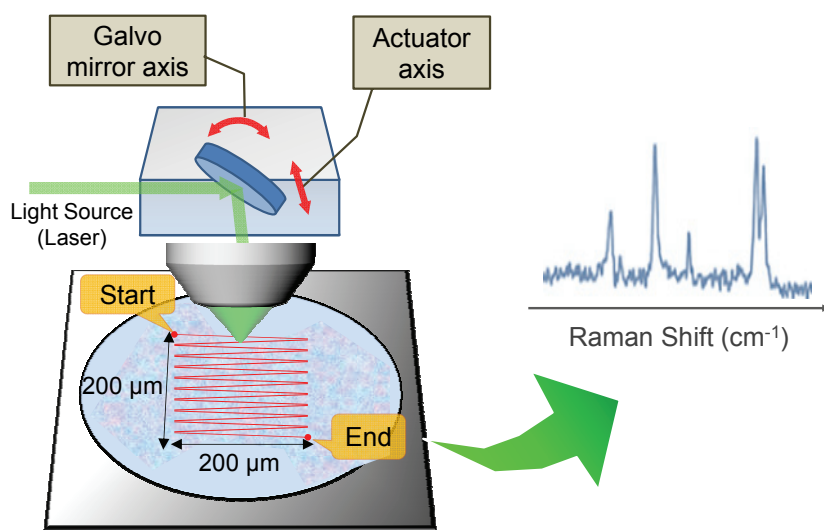 Galvo
mirror axis
Actuator
axis
Light Source
(Laser)
Start
200 µm
200 µm
End
Raman Shift (cm⁻¹)